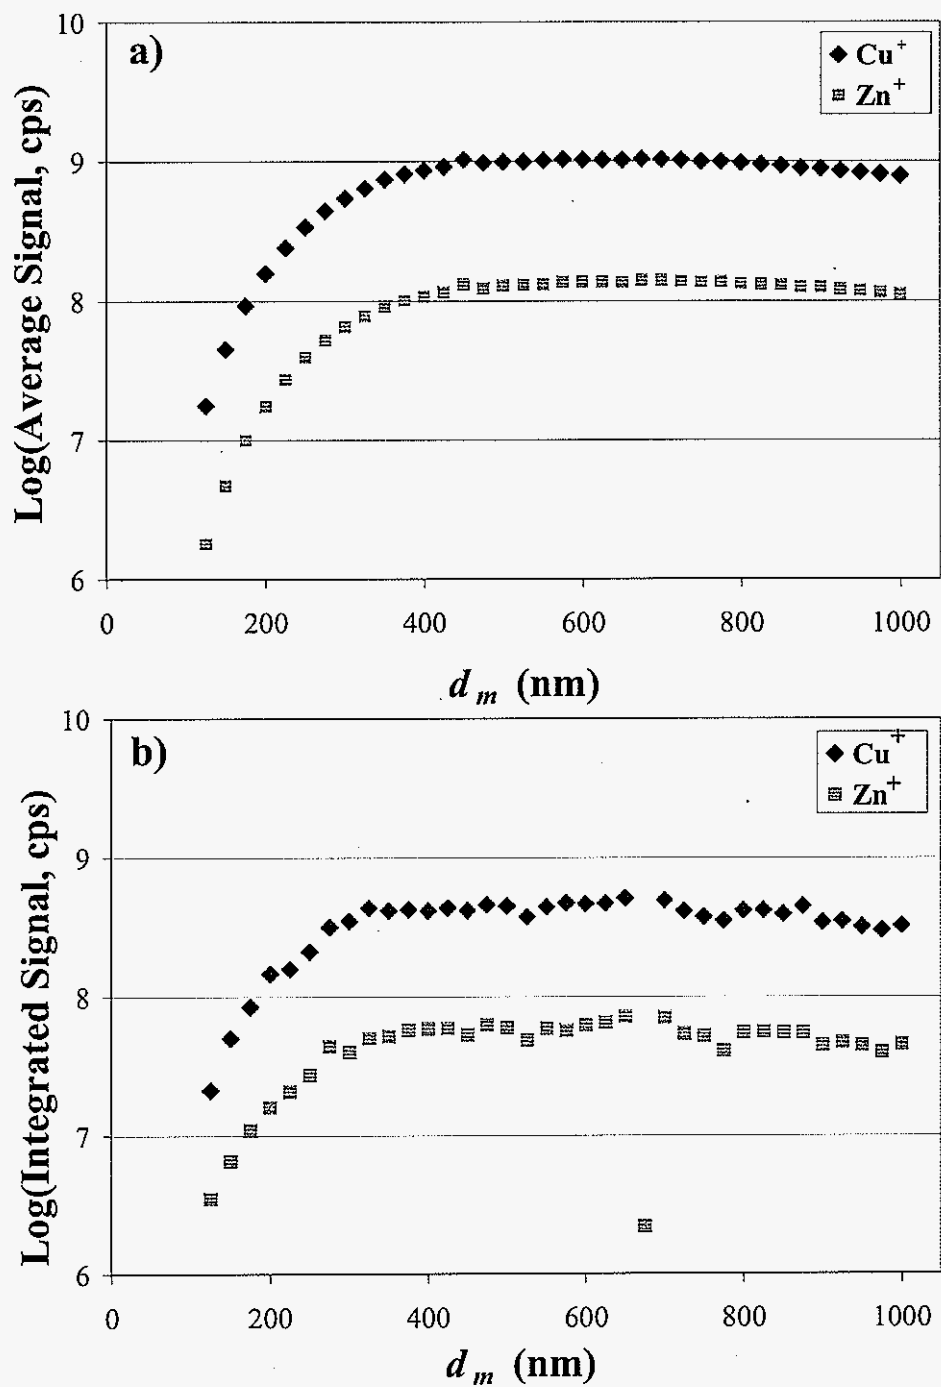 10
a)
Cu+
Zn+
9
8
7
6
Log(Average Signal, cps)
0
200
400
600
800
1000
dm (nm)
10
b)
Cu+
Zn+
9
8
7
6
Log(Integrated Signal, cps)
0
200
400
600
800
1000
dm (nm)